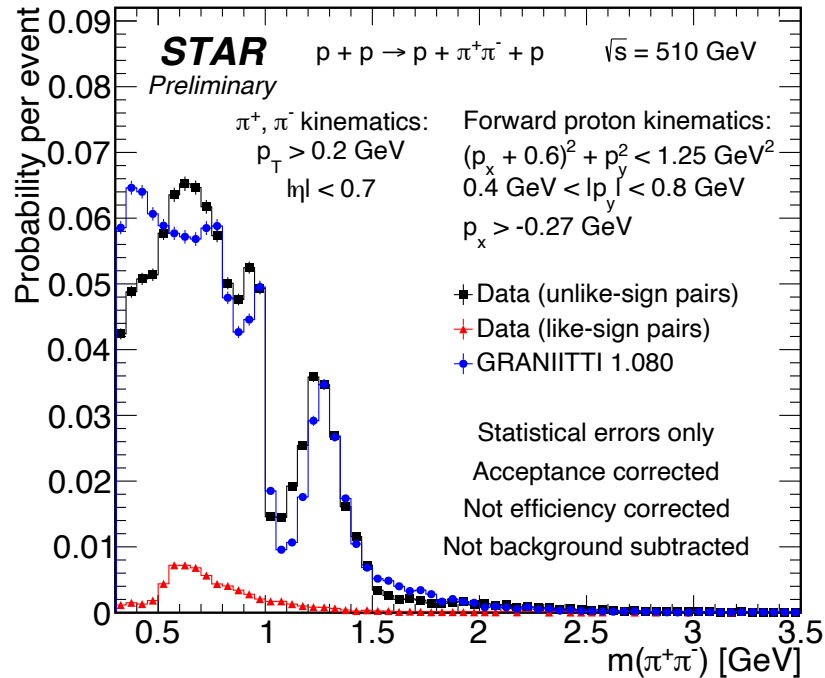 STAR
Preliminary
p + p → p + π⁺π⁻ + p
√s = 510 GeV
π⁺, π⁻ kinematics:
p_T > 0.2 GeV
|η| < 0.7
Forward proton kinematics:
(p_x + 0.6)² + p_y² < 1.25 GeV²
0.4 GeV < |p_y| < 0.8 GeV
p_x > -0.27 GeV
Data (unlike-sign pairs)
Data (like-sign pairs)
GRANIITTI 1.080
Statistical errors only
Acceptance corrected
Not efficiency corrected
Not background subtracted
Probability per event
0.09
0.08
0.07
0.06
0.05
0.04
0.03
0.02
0.01
0
0.5
1
1.5
2
2.5
3
3.5
m(π⁺π⁻) [GeV]